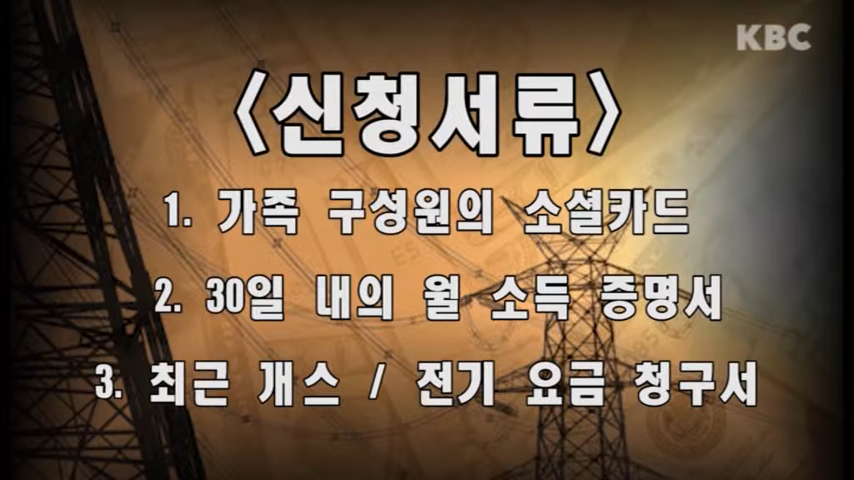 KBC
<신청서류>
1. 가족 구성원의 소셜카드
2. 30일 내의 월 소득 증명서
3. 최근 개스 / 전기 요금 청구서